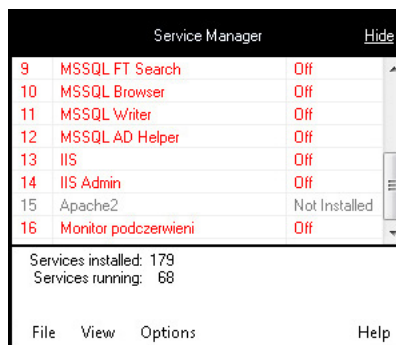 Service Manager Hide
9 MSSQL FT Search Off
10 MSSQL Browser Off
11 MSSQL Writer Off
12 MSSQL AD Helper Off
13 IIS Off
14 IIS Admin Off
15 Apache2 Not Installed
16 Monitor podczerwieni Off
Services installed: 179
Services running: 68
File View Options Help